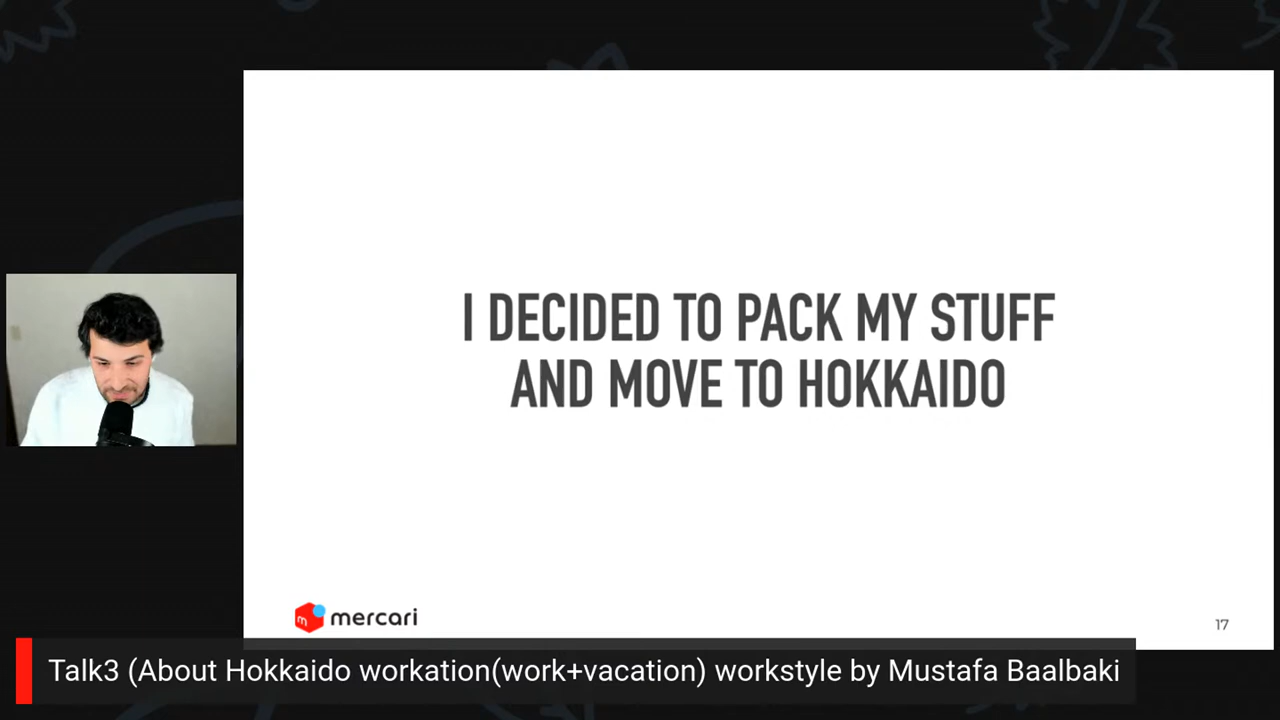 I DECIDED TO PACK MY STUFF
AND MOVE TO HOKKAIDO
m mercari
17
Talk3 (About Hokkaido workation(work+vacation) workstyle by Mustafa Baalbaki